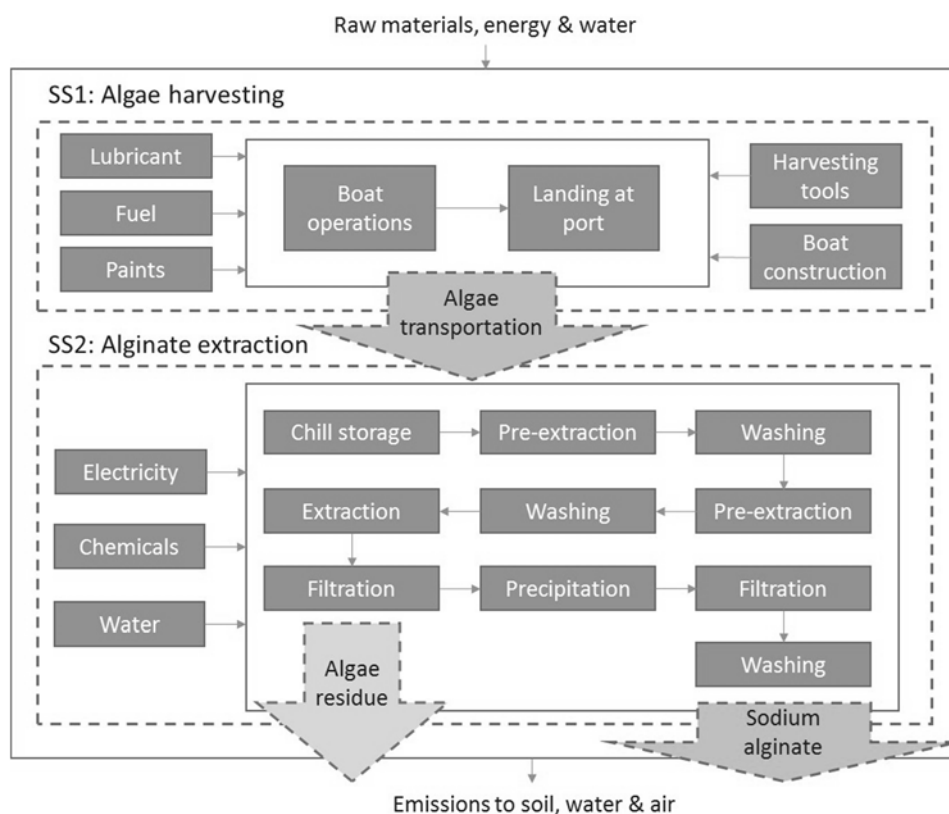 Raw materials, energy & water
SS1: Algae harvesting
Lubricant
Fuel
Paints
Boat
operations
Landing at
port
Harvesting
tools
Boat
construction
Algae
transportation
SS2: Alginate extraction
Electricity
Chemicals
Water
Chill storage
Pre-extraction
Washing
Extraction
Washing
Pre-extraction
Filtration
Precipitation
Filtration
Washing
Algae
residue
Sodium
alginate
Emissions to soil, water & air